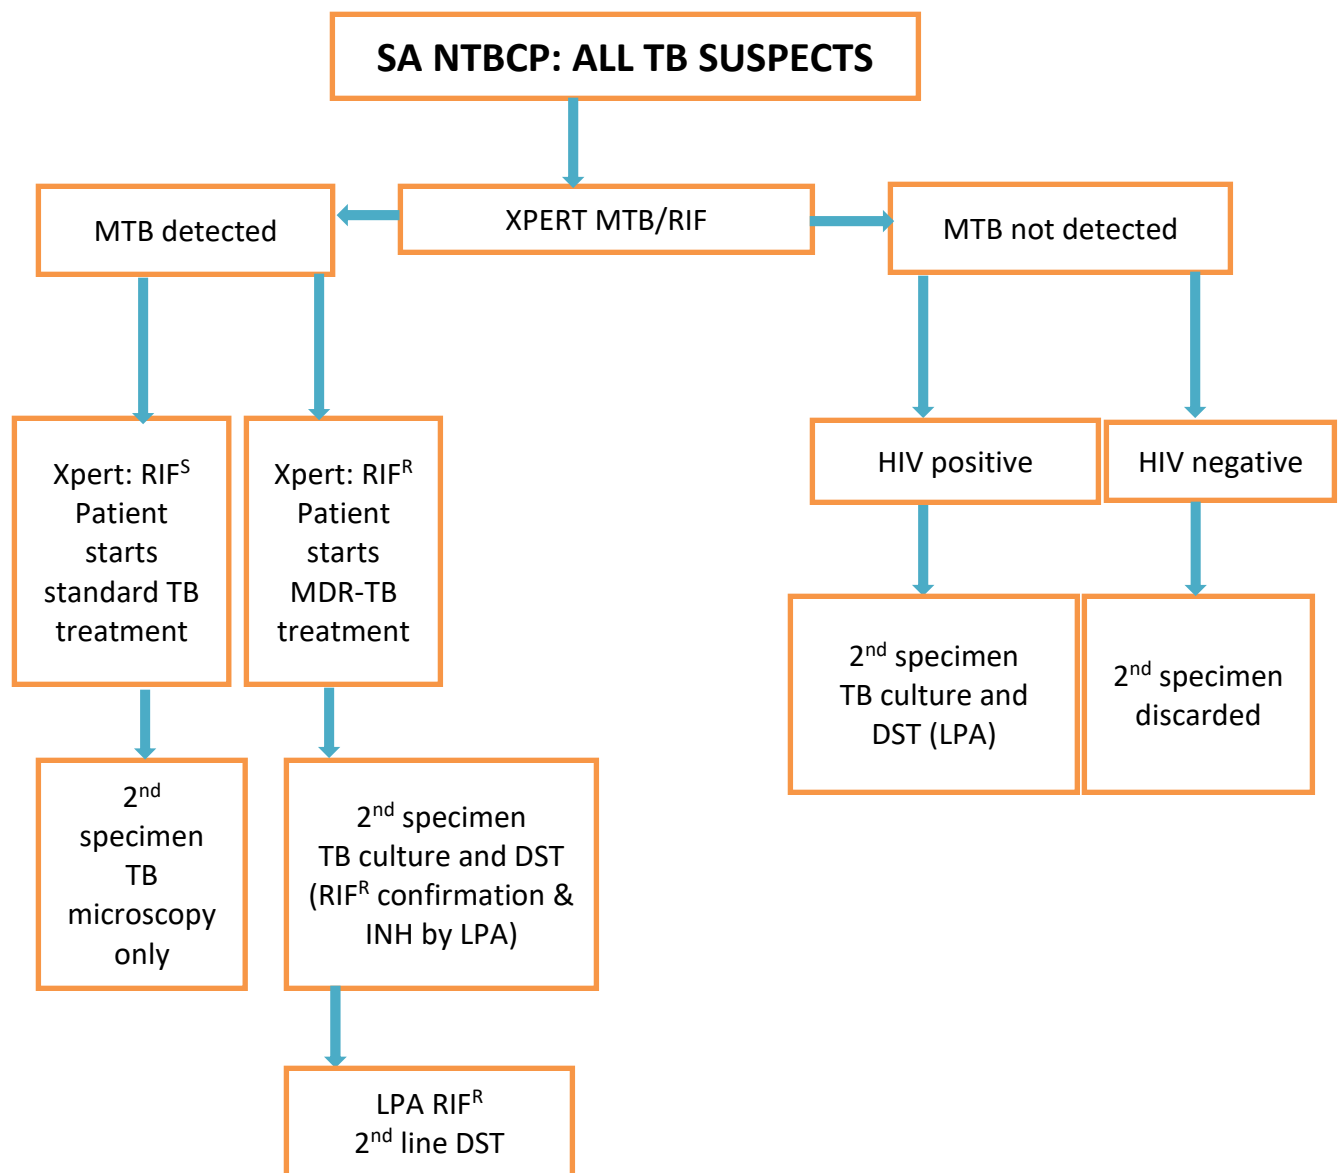 SA NTBCP: ALL TB SUSPECTS
MTB detected
XPERT MTB/RIF
MTB not detected
Xpert: RIFˢ
Patient
starts
standard TB
treatment
Xpert: RIFᴿ
Patient
starts
MDR-TB
treatment
HIV positive
HIV negative
2ⁿᵈ specimen
TB culture and
DST (LPA)
2ⁿᵈ specimen
discarded
2ⁿᵈ
specimen
TB
microscopy
only
2ⁿᵈ specimen
TB culture and DST
(RIFᴿ confirmation &
INH by LPA)
LPA RIFᴿ
2ⁿᵈ line DST